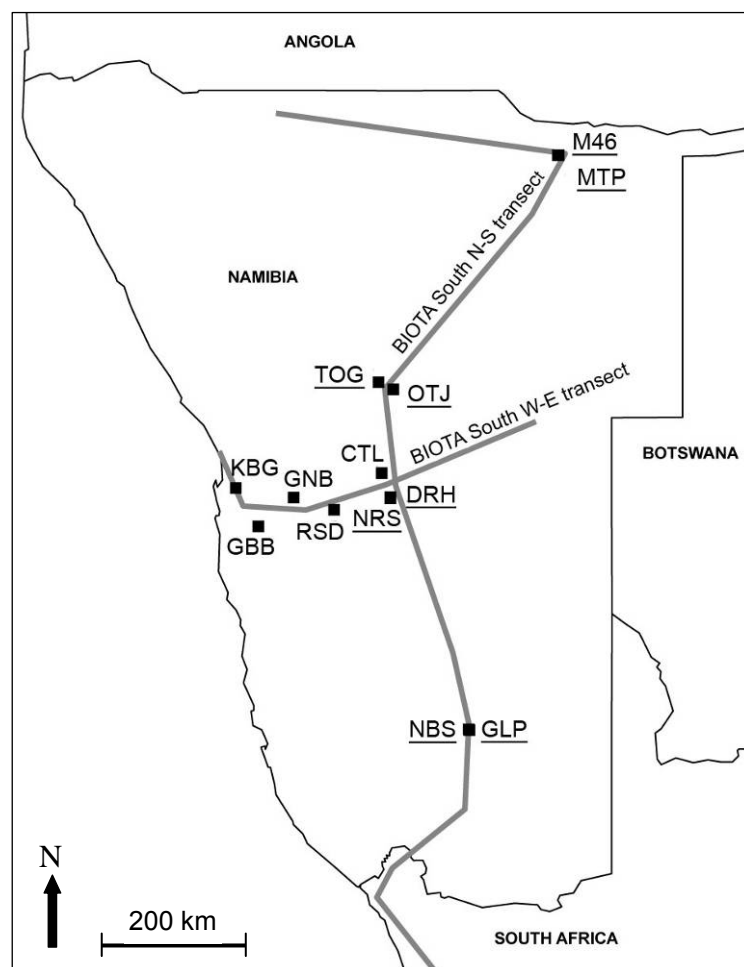 ANGOLA
M46
MTP
BIOTA South N-S transect
NAMIBIA
TOG
OTJ
BIOTA South W-E transect
BOTSWANA
CTL
KBG
GNB
DRH
NRS
RSD
GBB
NBS
GLP
N
200 km
SOUTH AFRICA